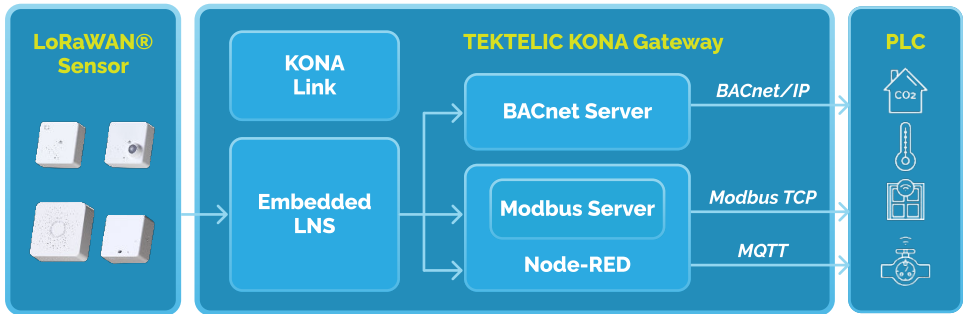 LoRaWAN®
Sensor
TEKTELIC KONA Gateway
KONA
Link
Embedded
LNS
BACnet Server
Modbus Server
Node-RED
BACnet/IP
Modbus TCP
MQTT
PLC
CO2